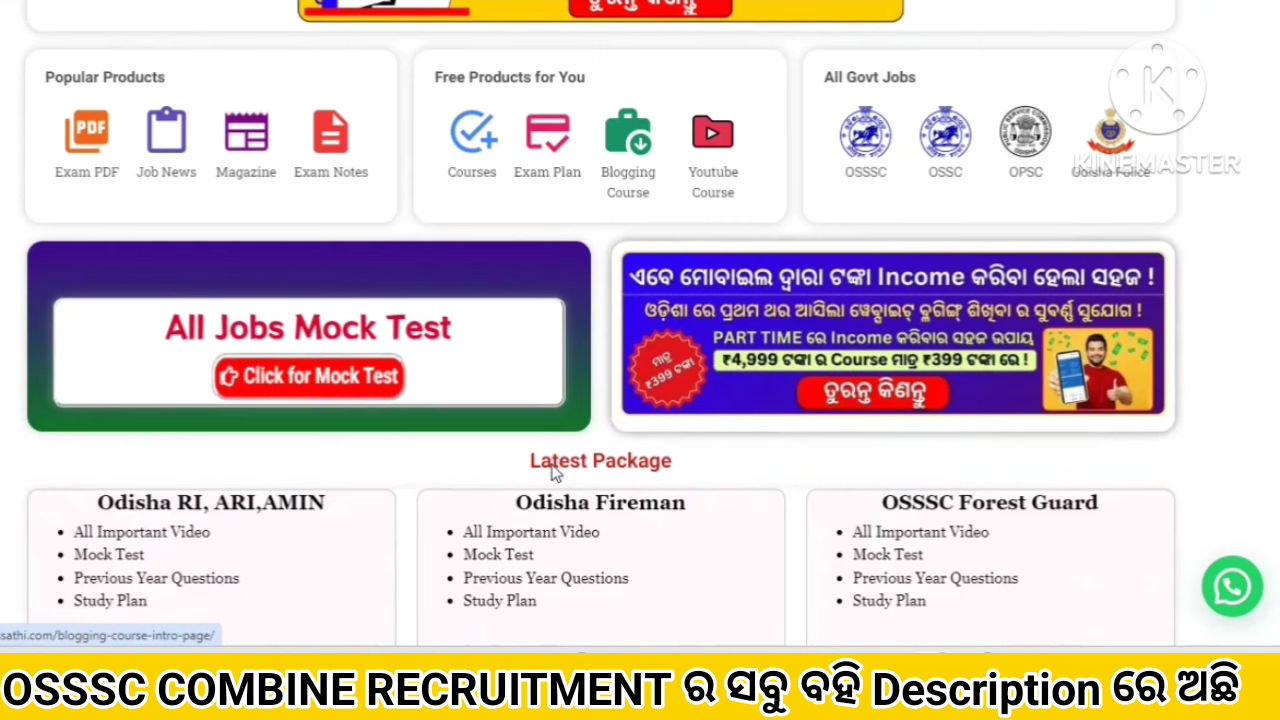 ତୁରନ୍ତ କିଣନ୍ତୁ
Popular Products
Free Products for You
All Govt Jobs
PDF
Exam PDF
Job News
Magazine
Exam Notes
Courses
Exam Plan
Blogging
Course
Youtube
Course
OSSSC
OSSC
OPSC
Odisha Police
K
KINEMASTER
All Jobs Mock Test
Click for Mock Test
ଏବେ ମୋବାଇଲ ଦ୍ୱାରା ଟଙ୍କା Income କରିବା ହେଲା ସହଜ !
ଓଡ଼ିଶା ରେ ପ୍ରଥମ ଥର ଆସିଲା ୱେବ୍ସାଇଟ୍ ବ୍ଲଗିଙ୍ଗ୍ ଶିଖିବା ର ସୁବର୍ଣ୍ଣ ସୁଯୋଗ !
PART TIME ରେ Income କରିବାର ସହଜ ଉପାୟ
₹4,999 ଟଙ୍କା ର Course ମାତ୍ର ₹399 ଟଙ୍କା ରେ !
ମାତ୍ର
₹399 ଟଙ୍କା
ତୁରନ୍ତ କିଣନ୍ତୁ
Latest Package
Odisha RI, ARI,AMIN
All Important Video
Mock Test
Previous Year Questions
Study Plan
Odisha Fireman
All Important Video
Mock Test
Previous Year Questions
Study Plan
OSSSC Forest Guard
All Important Video
Mock Test
Previous Year Questions
Study Plan
ssathi.com/blogging-course-intro-page/
OSSSC COMBINE RECRUITMENT ର ସବୁ ବହି Description ରେ ଅଛି